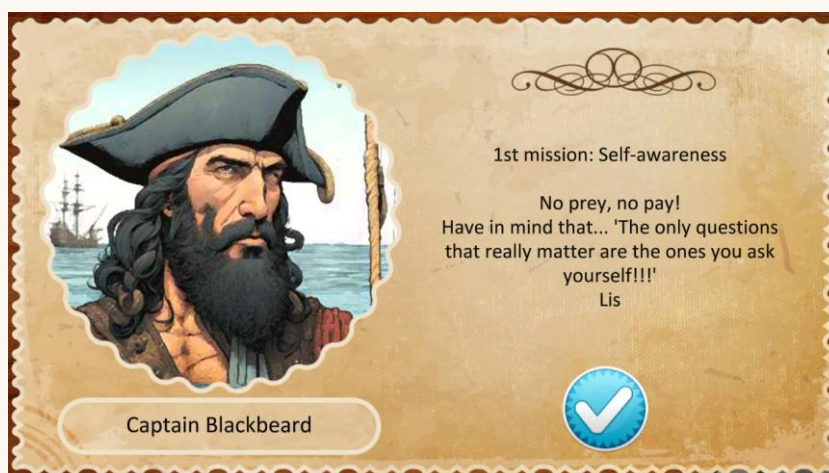 1st mission: Self-awareness
No prey, no pay!
Have in mind that... 'The only questions
that really matter are the ones you ask
yourself!!!'
Lis
Captain Blackbeard